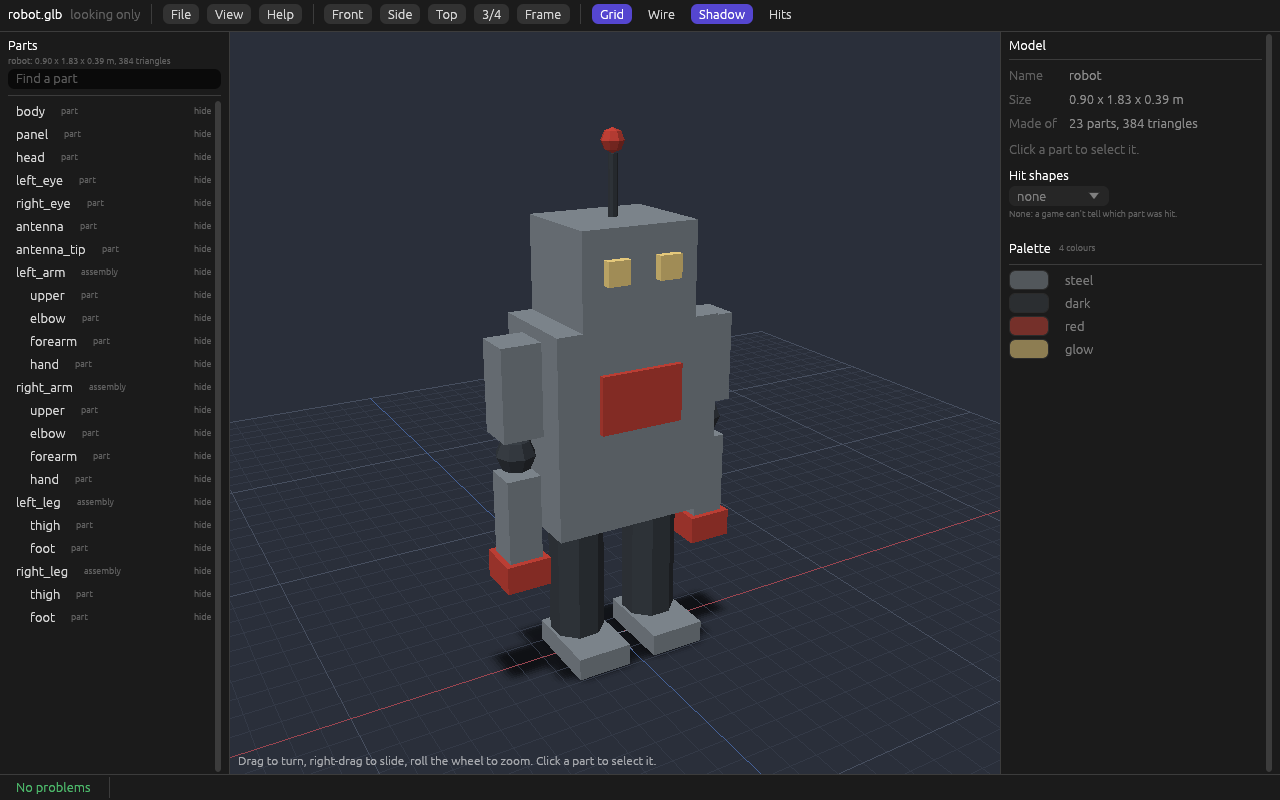 robot.glb looking only File View Help Front Side Top 3/4 Frame Grid Wire Shadow Hits
Parts
robot: 0.90 x 1.83 x 0.39 m, 384 triangles
Find a part
body part hide
panel part hide
head part hide
left_eye part hide
right_eye part hide
antenna part hide
antenna_tip part hide
left_arm assembly hide
upper part hide
elbow part hide
forearm part hide
hand part hide
right_arm assembly hide
upper part hide
elbow part hide
forearm part hide
hand part hide
left_leg assembly hide
thigh part hide
foot part hide
right_leg assembly hide
thigh part hide
foot part hide
Drag to turn, right-drag to slide, roll the wheel to zoom. Click a part to select it.
Model
Name robot
Size 0.90 x 1.83 x 0.39 m
Made of 23 parts, 384 triangles
Click a part to select it.
Hit shapes
none
None: a game can't tell which part was hit.
Palette 4 colours
steel
dark
red
glow
No problems